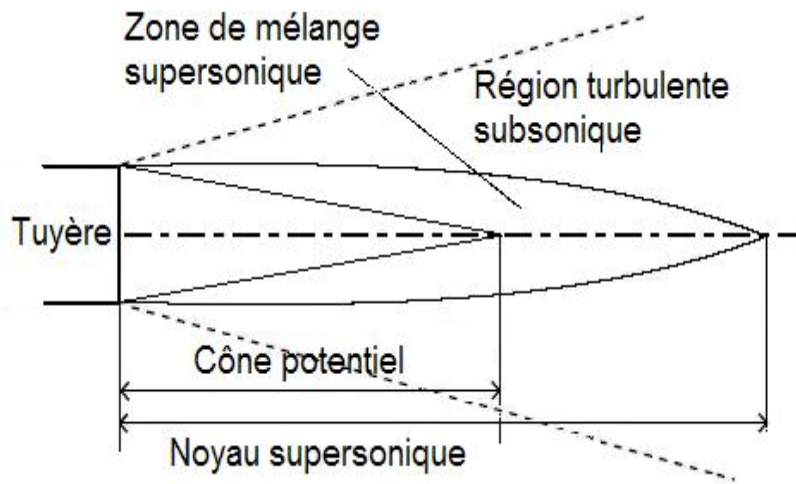 Zone de mélange
supersonique
Région turbulente
subsonique
Tuyère
Cône potentiel
Noyau supersonique